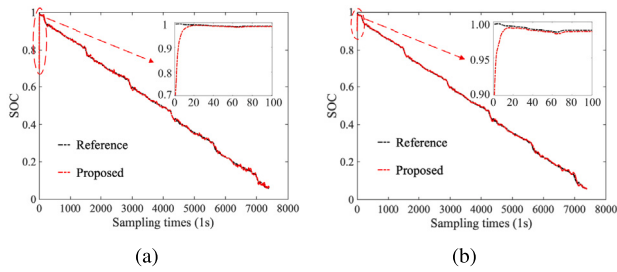 1
0.8
0.6
0.4
0.2
0
SOC
1
0.9
0.8
0.7
0 20 40 60 80 100
Reference
Proposed
0 1000 2000 3000 4000 5000 6000 7000 8000
Sampling times (1s)
(a)
1
0.8
0.6
0.4
0.2
0
SOC
1.00
0.95
0.90
0 20 40 60 80 100
Reference
Proposed
0 1000 2000 3000 4000 5000 6000 7000 8000
Sampling times (1s)
(b)